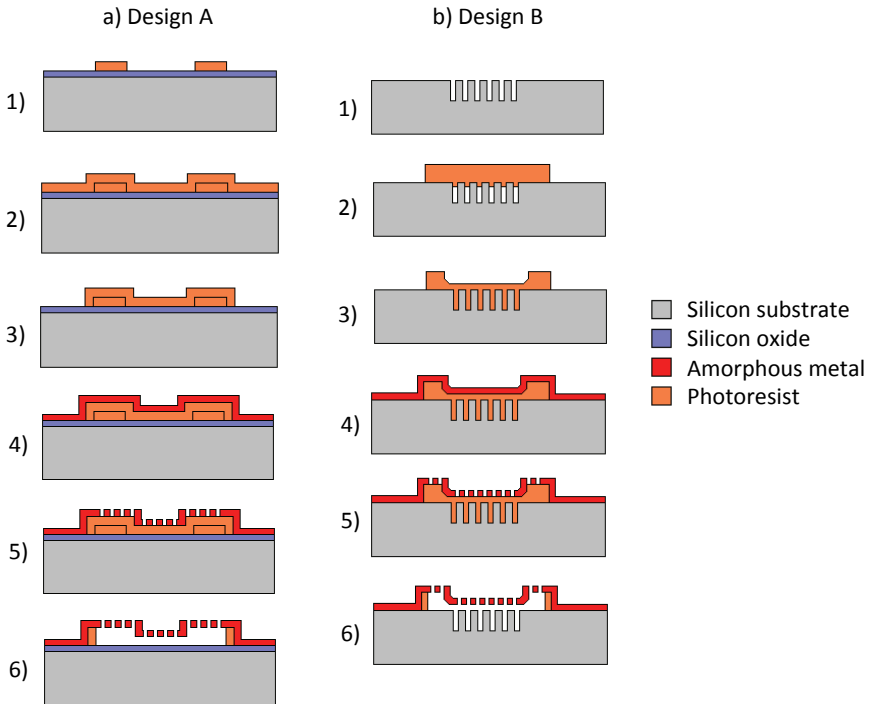 a) Design A
b) Design B
1)
2)
3)
4)
5)
6)
1)
2)
3)
4)
5)
6)
Silicon substrate
Silicon oxide
Amorphous metal
Photoresist